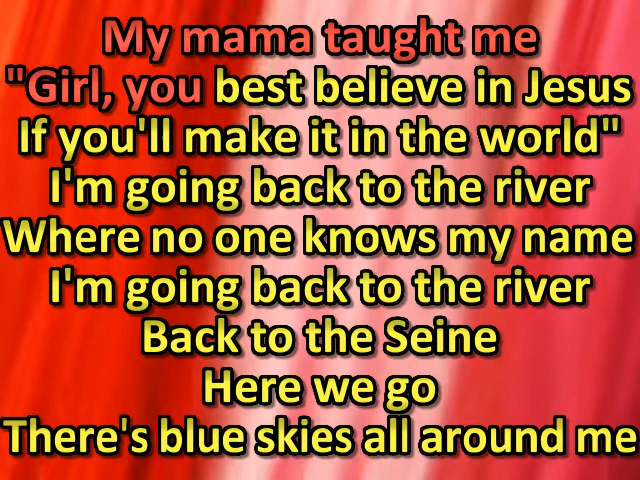 My mama taught me
"Girl, you best believe in Jesus
If you'll make it in the world"
I'm going back to the river
Where no one knows my name
I'm going back to the river
Back to the Seine
Here we go
There's blue skies all around me